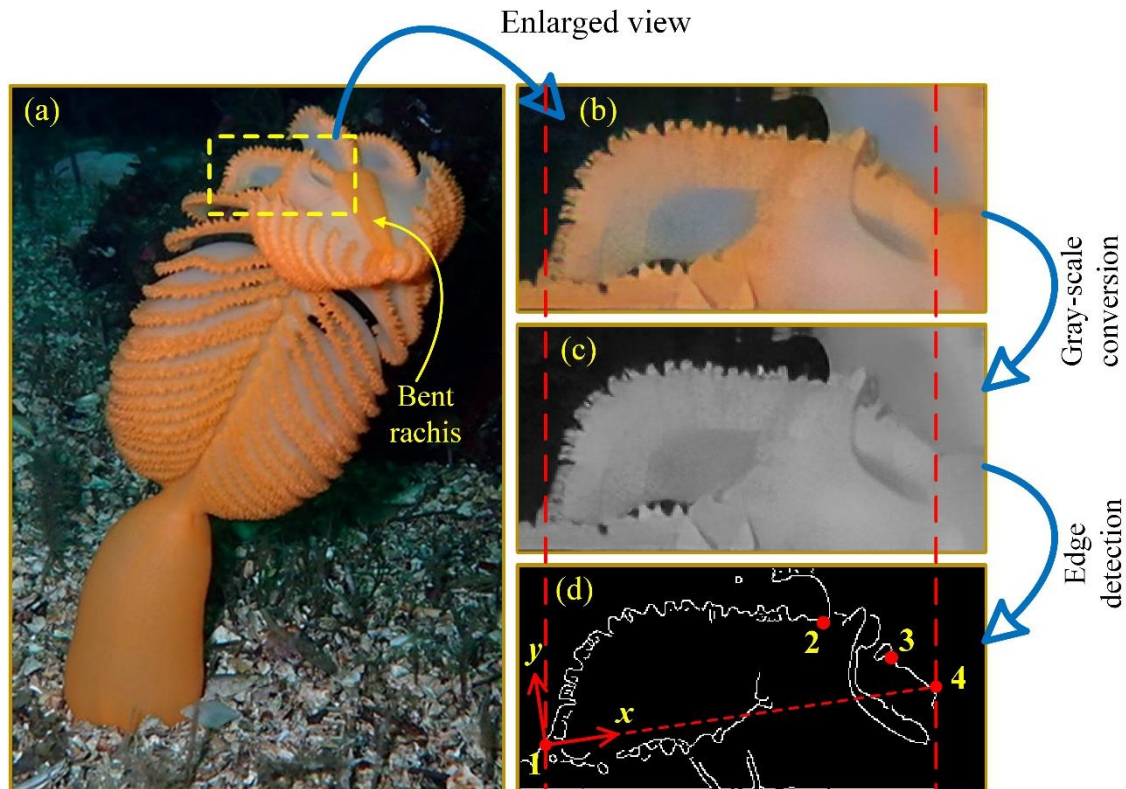 Enlarged view
(a)
(b)
Gray-scale
conversion
(c)
Bent
rachis
Edge
detection
(d)
2
3
4
y
x
1